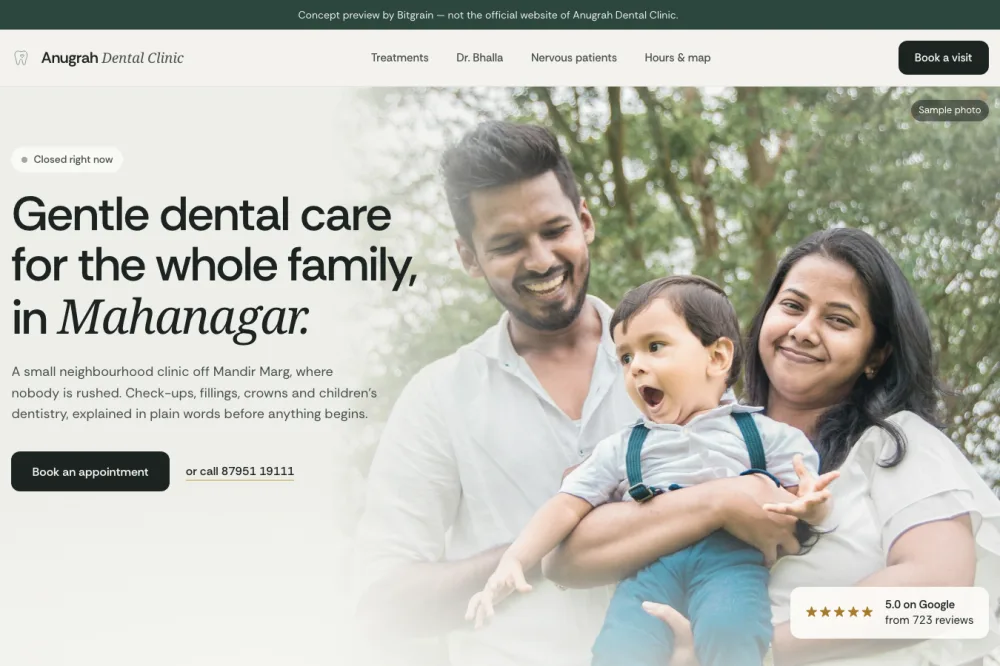 Concept preview by Bitgrain — not the official website of Anugrah Dental Clinic.
Anugrah Dental Clinic
Treatments
Dr. Bhalla
Nervous patients
Hours & map
Book a visit
Sample photo
Closed right now
Gentle dental care
for the whole family,
in Mahanagar.
A small neighbourhood clinic off Mandir Marg, where
nobody is rushed. Check-ups, fillings, crowns and children's
dentistry, explained in plain words before anything begins.
Book an appointment
or call 87951 19111
5.0 on Google
from 723 reviews